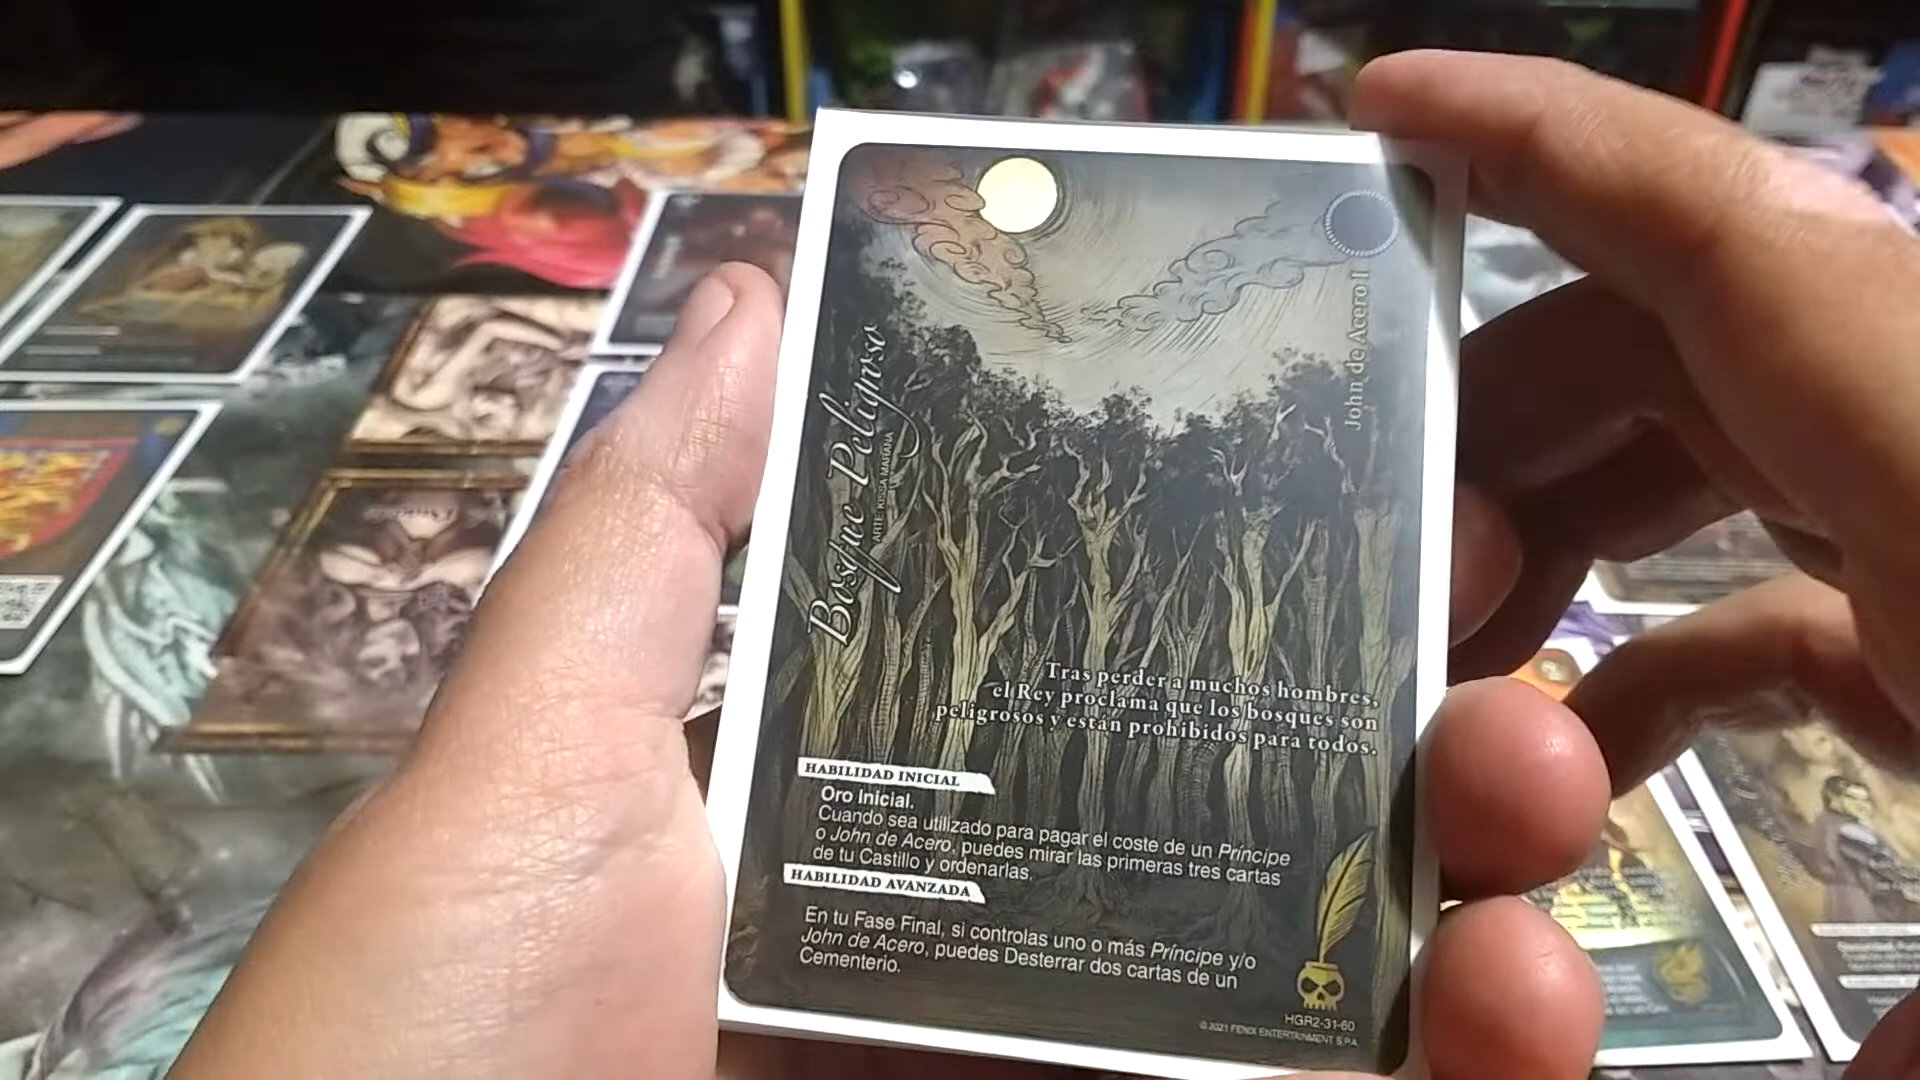 Bosque Peligroso
ARTE: KISSA MARANA
John de Acero I
Tras perder a muchos hombres,
el Rey proclama que los bosques son
peligrosos y están prohibidos para todos.
HABILIDAD INICIAL
Oro Inicial.
Cuando sea utilizado para pagar el coste de un Príncipe
o John de Acero, puedes mirar las primeras tres cartas
de tu Castillo y ordenarlas.
HABILIDAD AVANZADA
En tu Fase Final, si controlas uno o más Príncipe y/o
John de Acero, puedes Desterrar dos cartas de un
Cementerio.
HGR2-31-60
© 2021 FENIX ENTERTAINMENT S.P.A.